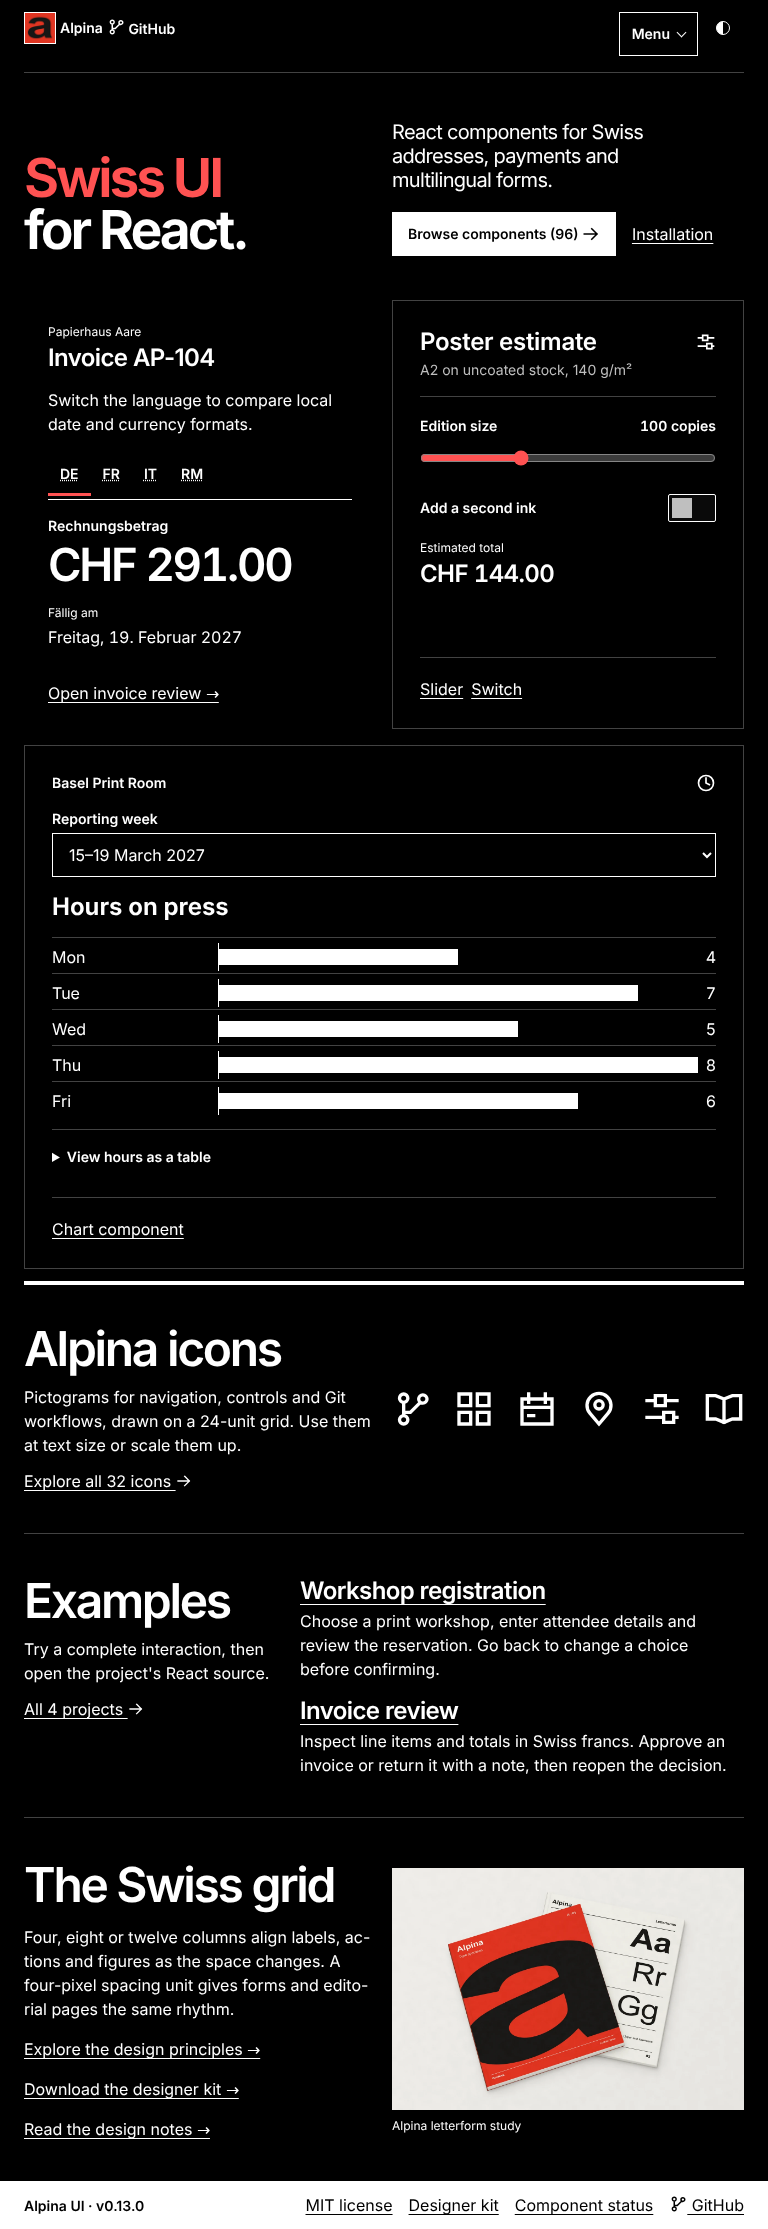 Alpina GitHub
Menu
Swiss UI
for React.
React components for Swiss
addresses, payments and
multilingual forms.
Browse components (96) →
Installation
Papierhaus Aare
Invoice AP-104
Switch the language to compare local
date and currency formats.
DE FR IT RM
Rechnungsbetrag
CHF 291.00
Fällig am
Freitag, 19. Februar 2027
Open invoice review →
Poster estimate
A2 on uncoated stock, 140 g/m²
Edition size 100 copies
Add a second ink
Estimated total
CHF 144.00
Slider Switch
Basel Print Room
Reporting week
15–19 March 2027
Hours on press
Mon 4
Tue 7
Wed 5
Thu 8
Fri 6
View hours as a table
Chart component
Alpina icons
Pictograms for navigation, controls and Git
workflows, drawn on a 24-unit grid. Use them
at text size or scale them up.
Explore all 32 icons →
Examples
Try a complete interaction, then
open the project's React source.
All 4 projects →
Workshop registration
Choose a print workshop, enter attendee details and
review the reservation. Go back to change a choice
before confirming.
Invoice review
Inspect line items and totals in Swiss francs. Approve an
invoice or return it with a note, then reopen the decision.
The Swiss grid
Four, eight or twelve columns align labels, ac-
tions and figures as the space changes. A
four-pixel spacing unit gives forms and edito-
rial pages the same rhythm.
Explore the design principles →
Download the designer kit →
Read the design notes →
Alpina
a
Alpina
Aa
Rr
Gg
Alpina letterform study
Alpina UI · v0.13.0
MIT license Designer kit Component status GitHub